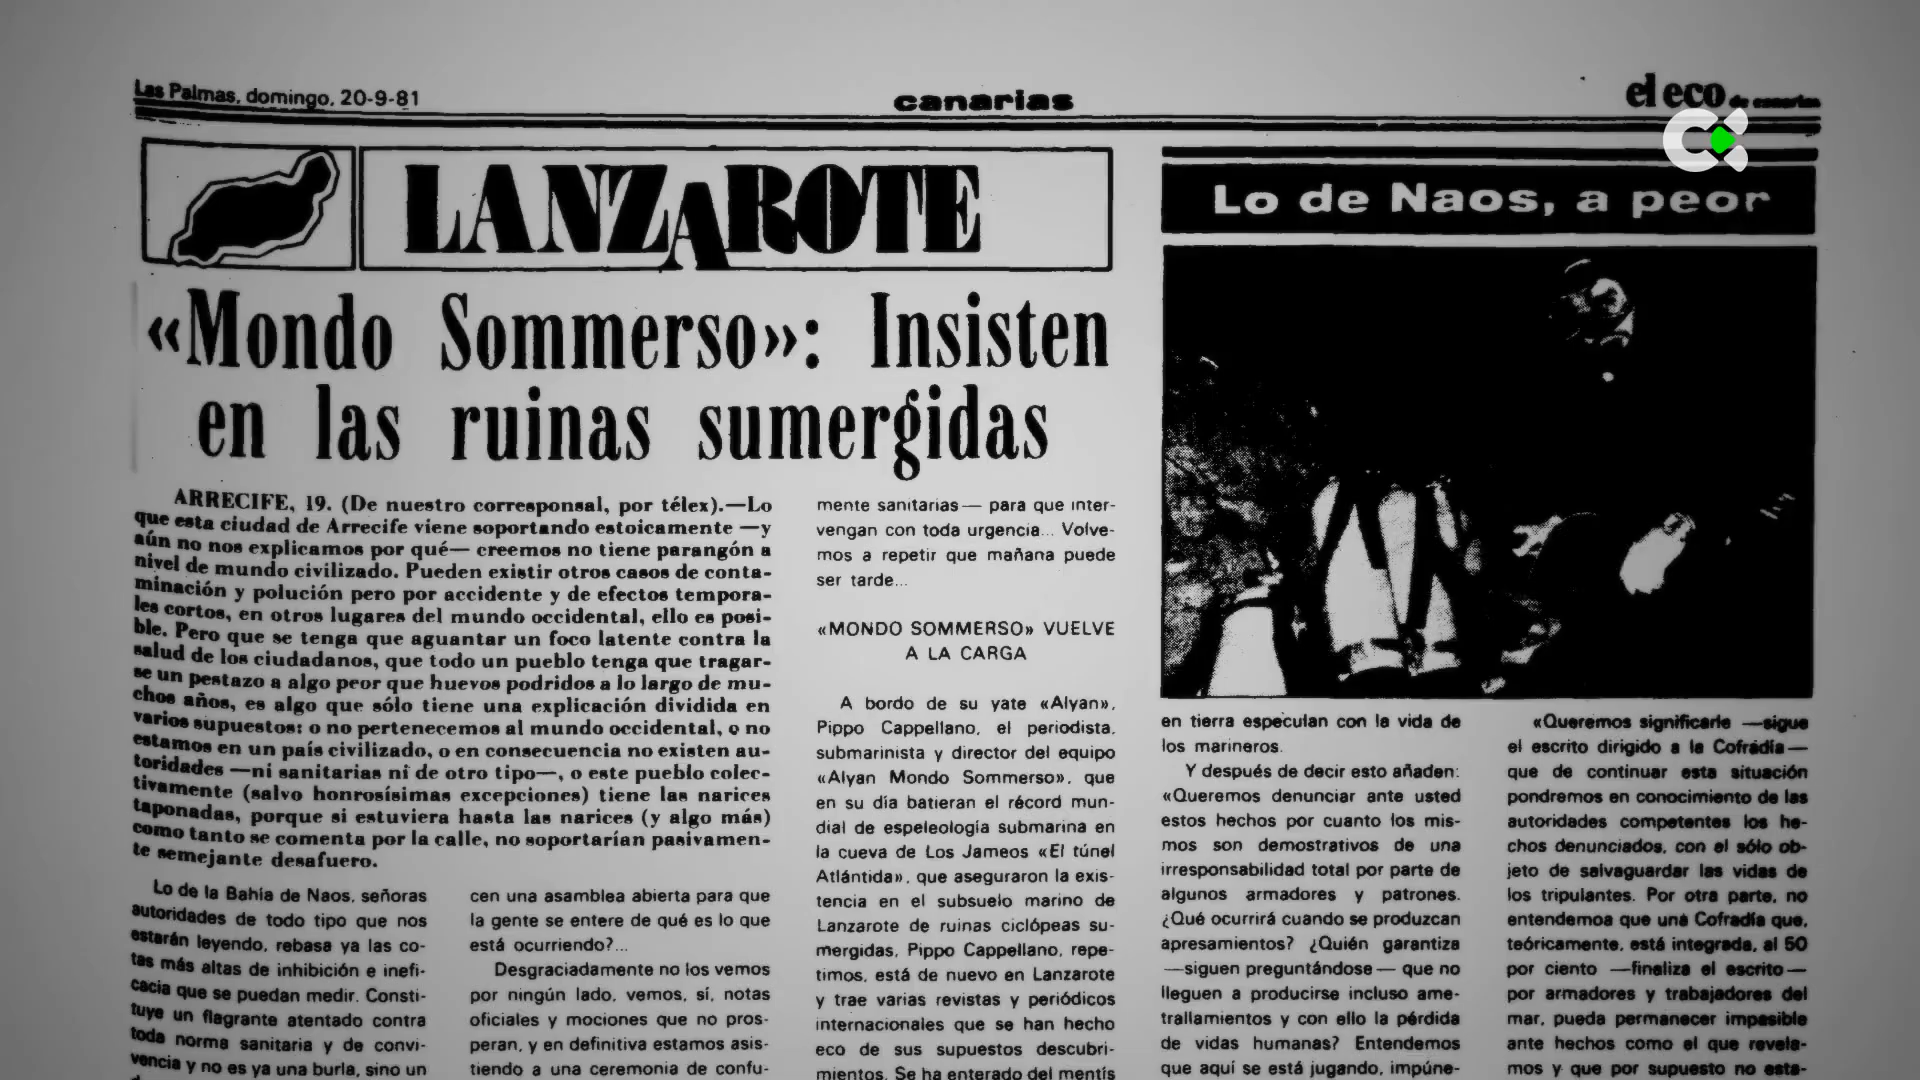 Las Palmas, domingo, 20-9-81
canarias
el eco de canarias
LANZAROTE
«Mondo Sommerso»: Insisten
en las ruinas sumergidas
ARRECIFE, 19. (De nuestro corresponsal, por télex).—Lo
que esta ciudad de Arrecife viene soportando estoicamente —y
aún no nos explicamos por qué— creemos no tiene parangón a
nivel de mundo civilizado. Pueden existir otros casos de conta-
minación y polución pero por accidente y de efectos tempora-
les cortos, en otros lugares del mundo occidental, ello es posi-
ble. Pero que se tenga que aguantar un foco latente contra la
salud de los ciudadanos, que todo un pueblo tenga que tragar-
se un pestazo a algo peor que huevos podridos a lo largo de mu-
chos años, es algo que sólo tiene una explicación dividida en
varios supuestos: o no pertenecemos al mundo occidental, o no
estamos en un país civilizado, o en consecuencia no existen au-
toridades —ni sanitarias ni de otro tipo—, o este pueblo colec-
tivamente (salvo honrosísimas excepciones) tiene las narices
taponadas, porque si estuviera hasta las narices (y algo más)
como tanto se comenta por la calle, no soportarían pasivamen-
te semejante desafuero.
Lo de la Bahía de Naos, señoras
autoridades de todo tipo que nos
estarán leyendo, rebasa ya las co-
tas más altas de inhibición e inefi-
cacia que se puedan medir. Consti-
tuye un flagrante atentado contra
toda norma sanitaria y de convi-
vencia y no es ya una burla, sino un
cen una asamblea abierta para que
la gente se entere de qué es lo que
está ocurriendo?...
Desgraciadamente no los vemos
por ningún lado, vemos, sí, notas
oficiales y mociones que no pros-
peran, y en definitiva estamos asis-
tiendo a una ceremonia de confu-
mente sanitarias— para que inter-
vengan con toda urgencia... Volve-
mos a repetir que mañana puede
ser tarde...
«MONDO SOMMERSO» VUELVE
A LA CARGA
A bordo de su yate «Alyan»,
Pippo Cappellano, el periodista,
submarinista y director del equipo
«Alyan Mondo Sommerso», que
en su día batieran el récord mun-
dial de espeleología submarina en
la cueva de Los Jameos «El túnel
Atlántida», que aseguraron la exis-
tencia en el subsuelo marino de
Lanzarote de ruinas ciclópeas su-
mergidas, Pippo Cappellano, repe-
timos, está de nuevo en Lanzarote
y trae varias revistas y periódicos
internacionales que se han hecho
eco de sus supuestos descubri-
mientos. Se ha enterado del mentís
Lo de Naos, a peor
en tierra especulan con la vida de
los marineros.
Y después de decir esto añaden:
«Queremos denunciar ante usted
estos hechos por cuanto los mis-
mos son demostrativos de una
irresponsabilidad total por parte de
algunos armadores y patrones.
¿Qué ocurrirá cuando se produzcan
apresamientos? ¿Quién garantiza
—siguen preguntándose— que no
lleguen a producirse incluso ame-
trallamientos y con ello la pérdida
de vidas humanas? Entendemos
que aquí se está jugando, impúne-
«Queremos significarle —sigue
el escrito dirigido a la Cofradía—
que de continuar esta situación
pondremos en conocimiento de las
autoridades competentes los he-
chos denunciados, con el sólo ob-
jeto de salvaguardar las vidas de
los tripulantes. Por otra parte, no
entendemos que una Cofradía que,
teóricamente, está integrada, al 50
por ciento —finaliza el escrito—
por armadores y trabajadores del
mar, pueda permanecer impasible
ante hechos como el que revela-
mos y que por supuesto no esta-